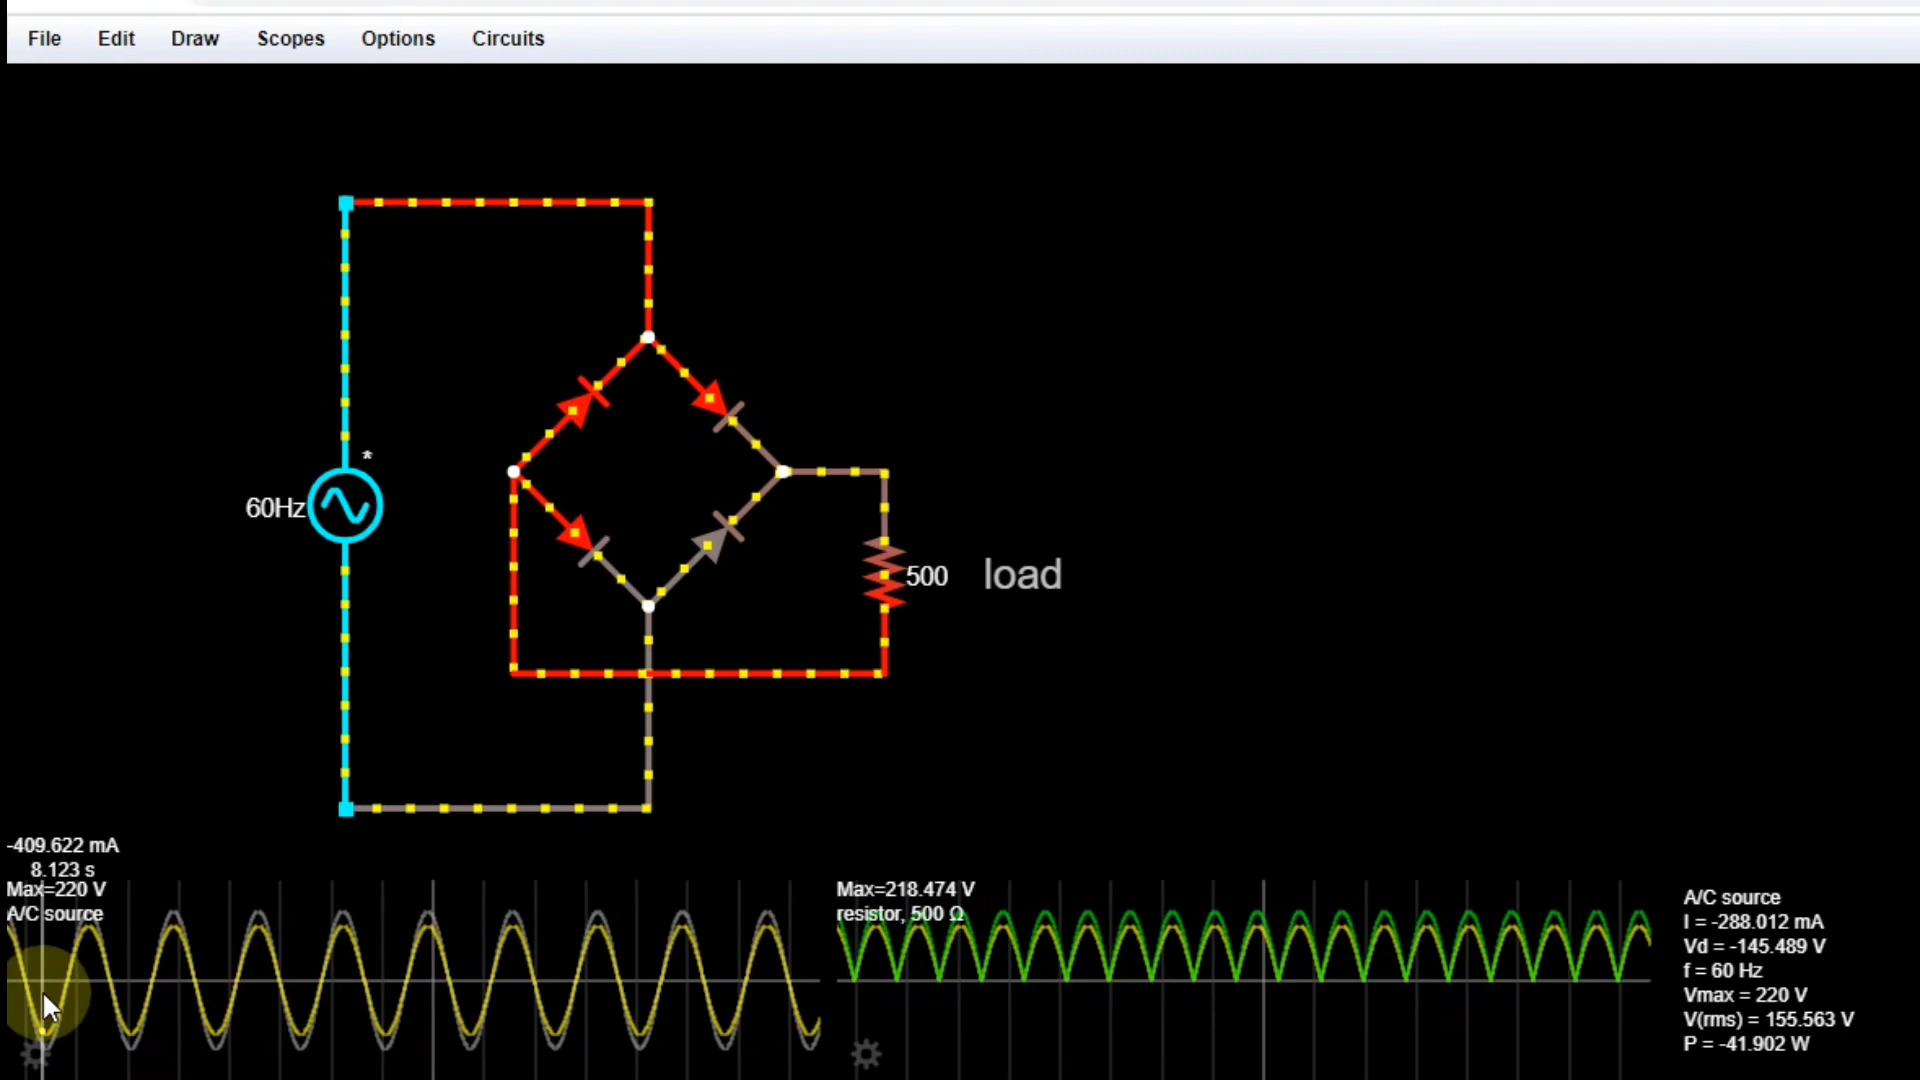 File Edit Draw Scopes Options Circuits
*
60Hz
500 load
-409.622 mA
8.123 s
Max=220 V
A/C source
Max=218.474 V
resistor, 500 Ω
A/C source
I = -288.012 mA
Vd = -145.489 V
f = 60 Hz
Vmax = 220 V
V(rms) = 155.563 V
P = -41.902 W